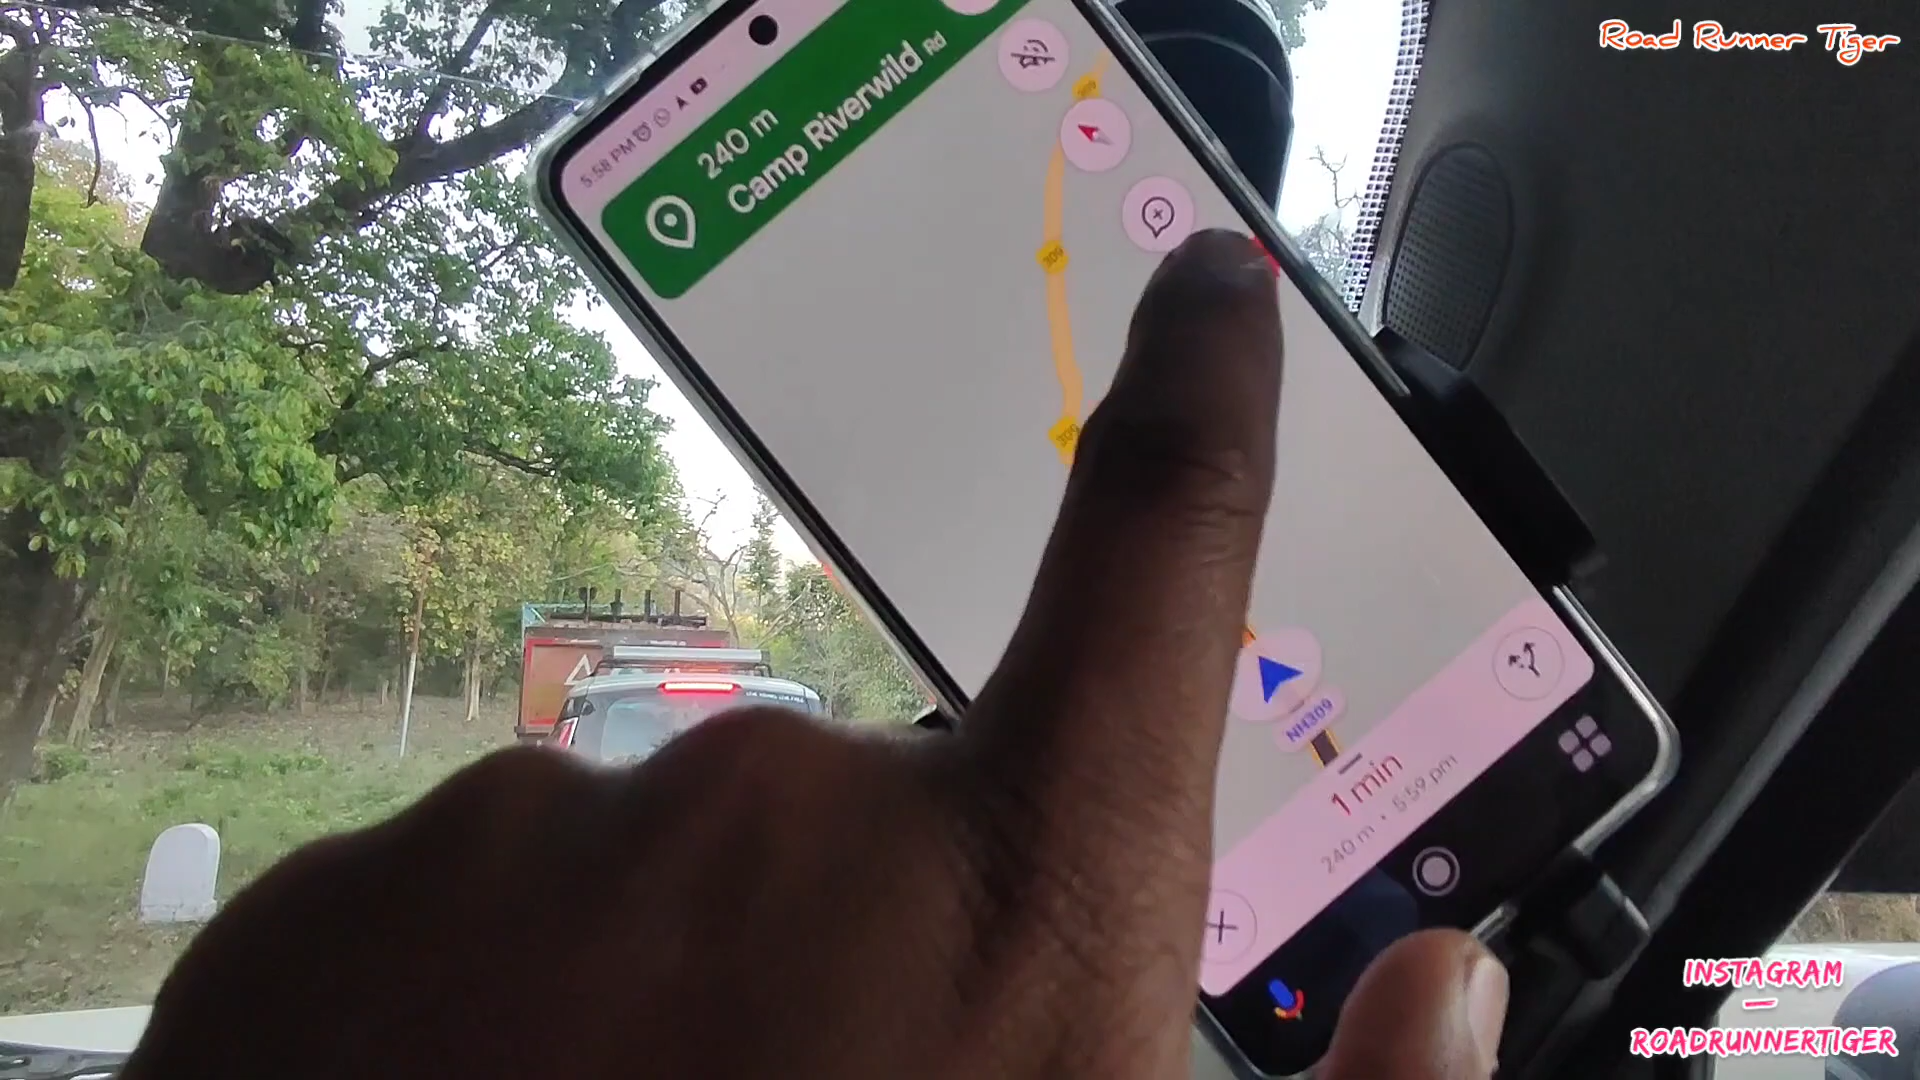 Road Runner Tiger
5:58 PM
240 m
Camp Riverwild Rd
309
309
309
NH309
1 min
240 m • 5:59 pm
INSTAGRAM
—
ROADRUNNERTIGER